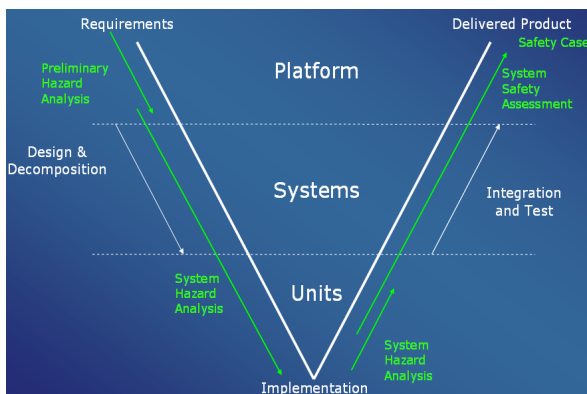 Requirements
Delivered Product
Safety Case
Preliminary
Hazard
Analysis
Platform
System
Safety
Assessment
Design &
Decomposition
Systems
Integration
and Test
System
Hazard
Analysis
Units
System
Hazard
Analysis
Implementation